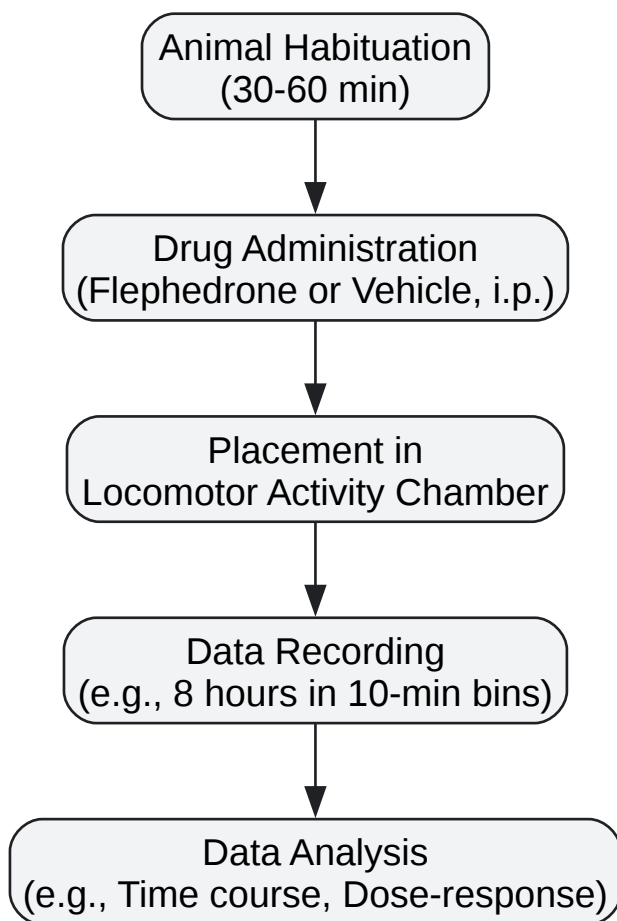 Animal Habituation
(30-60 min)
Drug Administration
(Flephedrone or Vehicle, i.p.)
Placement in
Locomotor Activity Chamber
Data Recording
(e.g., 8 hours in 10-min bins)
Data Analysis
(e.g., Time course, Dose-response)